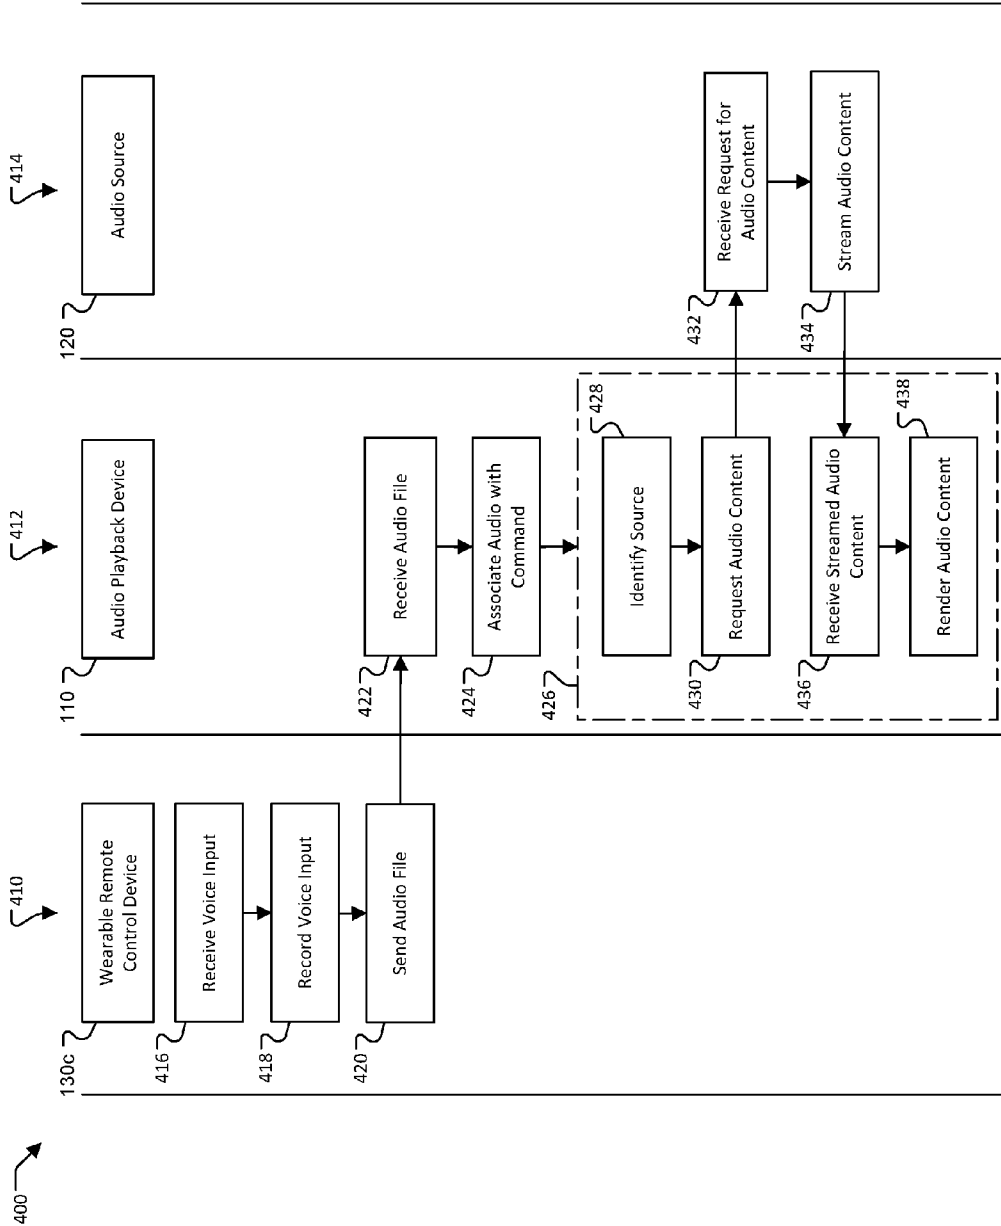 400
410
412
414
130c
Wearable Remote
Control Device
110
Audio Playback Device
120
Audio Source
416
Receive Voice Input
418
Record Voice Input
420
Send Audio File
422
Receive Audio File
424
Associate Audio with
Command
426
428
Identify Source
430
Request Audio Content
432
Receive Request for
Audio Content
434
Stream Audio Content
436
Receive Streamed Audio
Content
438
Render Audio Content